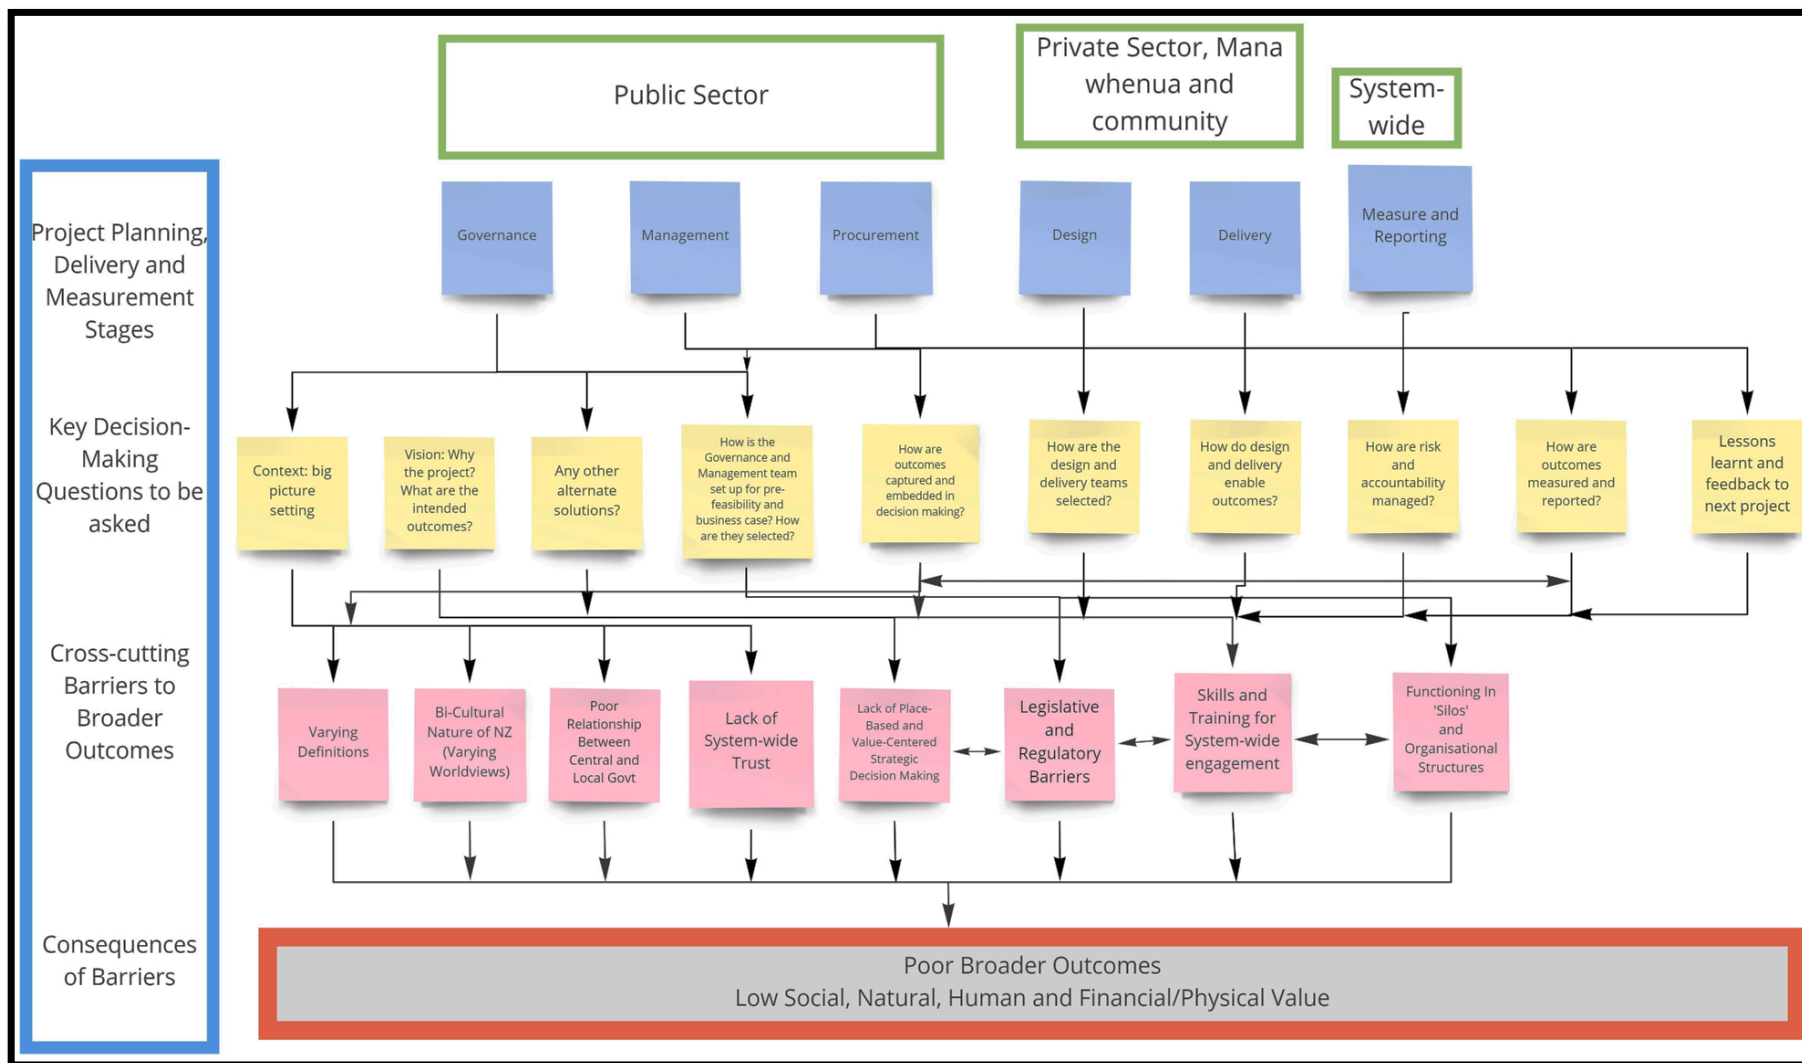 Public Sector
Private Sector, Mana
whenua and
community
System-
wide
Project Planning,
Delivery and
Measurement
Stages
Governance
Management
Procurement
Design
Delivery
Measure and
Reporting
Key Decision-
Making
Questions to be
asked
Context: big
picture
setting
Vision: Why
the project?
What are the
intended
outcomes?
Any other
alternate
solutions?
How is the
Governance and
Management team
set up for pre-
feasibility and
business case? How
are they selected?
How are
outcomes
captured and
embedded in
decision making?
How are the
design and
delivery teams
selected?
How do design
and delivery
enable
outcomes?
How are risk
and
accountability
managed?
How are
outcomes
measured and
reported?
Lessons
learnt and
feedback to
next project
Cross-cutting
Barriers to
Broader
Outcomes
Varying
Definitions
Bi-Cultural
Nature of NZ
(Varying
Worldviews)
Poor
Relationship
Between
Central and
Local Govt
Lack of
System-wide
Trust
Lack of Place-
Based and
Value-Centered
Strategic
Decision Making
Legislative
and
Regulatory
Barriers
Skills and
Training for
System-wide
engagement
Functioning In
'Silos'
and
Organisational
Structures
Consequences
of Barriers
Poor Broader Outcomes
Low Social, Natural, Human and Financial/Physical Value